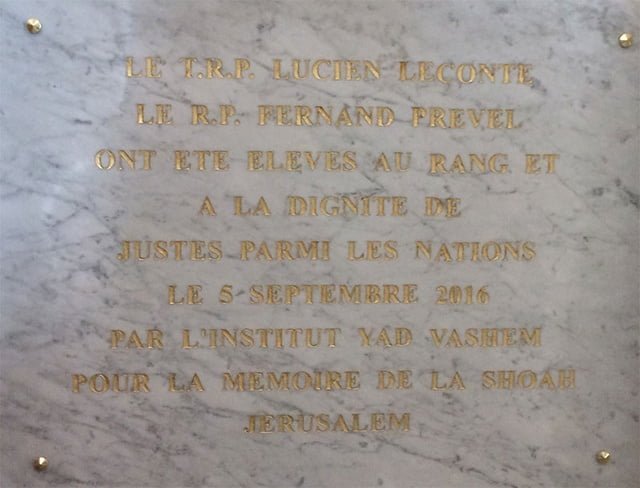 LE T.R.P. LUCIEN LECONTE
LE R.P. FERNAND PREVEL
ONT ETE ELEVES AU RANG ET
A LA DIGNITE DE
JUSTES PARMI LES NATIONS
LE 5 SEPTEMBRE 2016
PAR L'INSTITUT YAD VASHEM
POUR LA MEMOIRE DE LA SHOAH
JERUSALEM